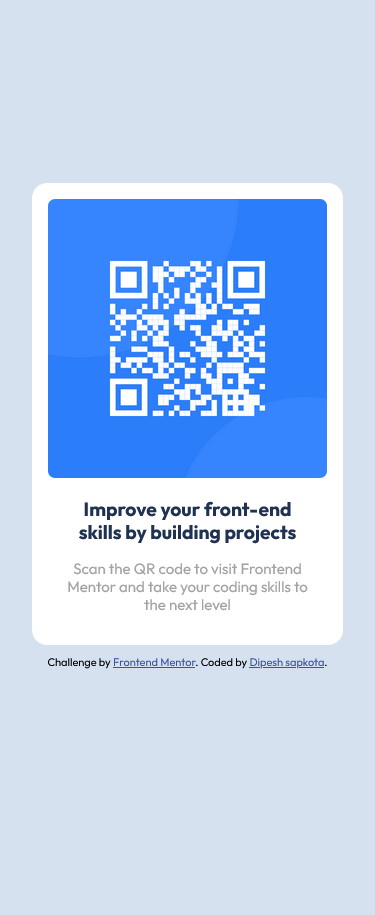 Improve your front-end
skills by building projects
Scan the QR code to visit Frontend
Mentor and take your coding skills to
the next level
Challenge by Frontend Mentor. Coded by Dipesh sapkota.